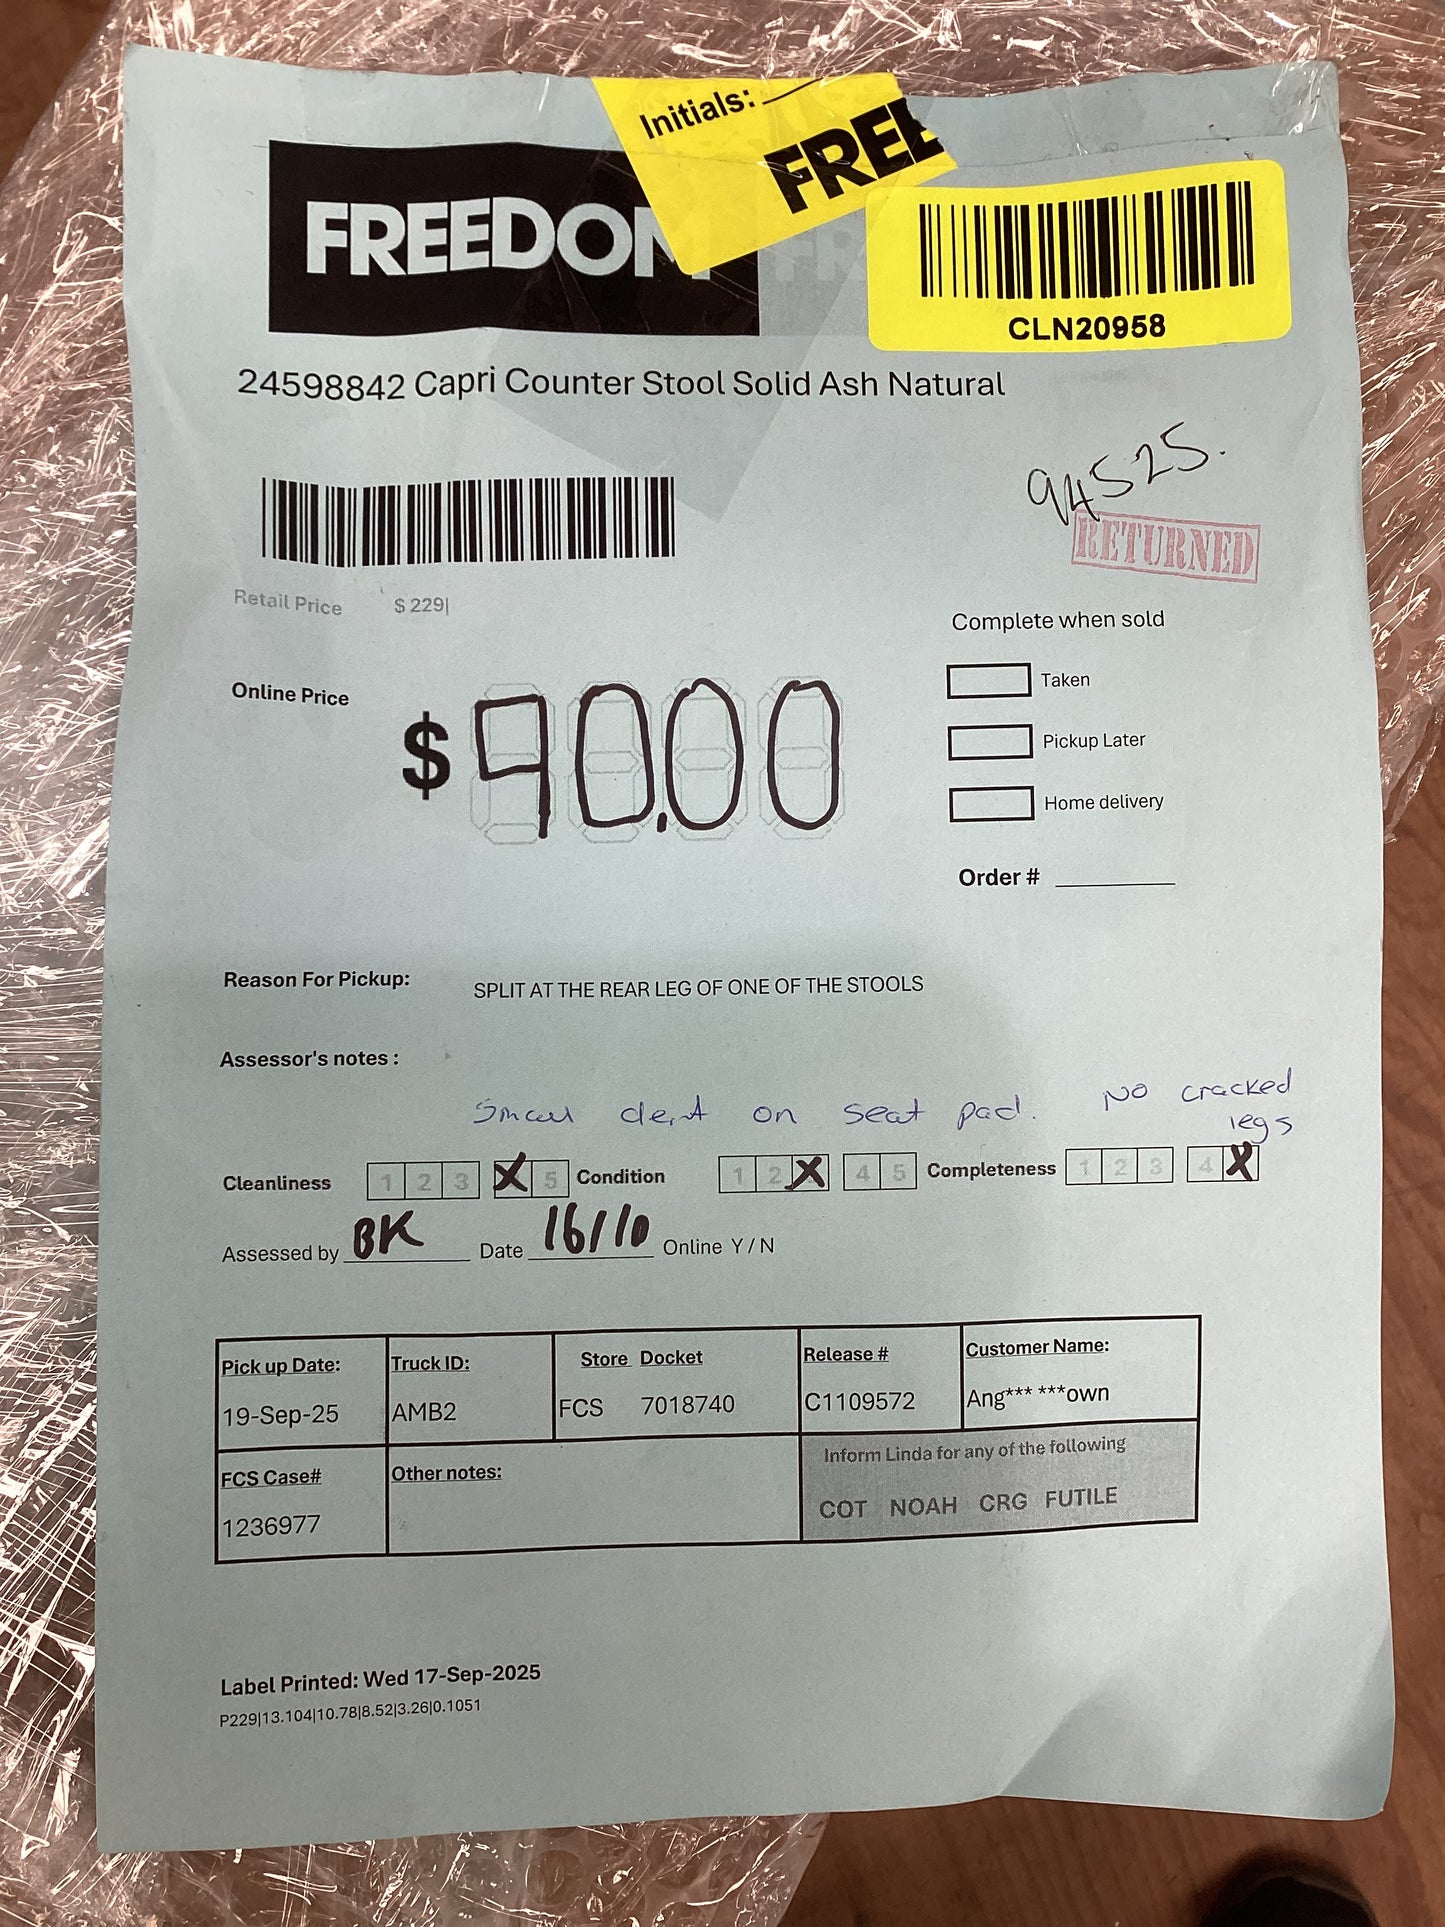 Initials:
FREE
FREEDOM
CLN20958
24598842 Capri Counter Stool Solid Ash Natural
94525.
RETURNED
Retail Price $ 229|
Complete when sold
Taken
Online Price $ 90.00
Pickup Later
Home delivery
Order #
Reason For Pickup: SPLIT AT THE REAR LEG OF ONE OF THE STOOLS
Assessor's notes :
Small dent on seat pad. No cracked
legs
Cleanliness 1 2 3 X 5 Condition 1 2 X 4 5 Completeness 1 2 3 4 X
Assessed by BK Date 16/10 Online Y / N
Pick up Date: Truck ID: Store Docket Release # Customer Name:
19-Sep-25 AMB2 FCS 7018740 C1109572 Ang*** ***own
FCS Case# Other notes: Inform Linda for any of the following
1236977 COT NOAH CRG FUTILE
Label Printed: Wed 17-Sep-2025
P229|13.104|10.78|8.52|3.26|0.1051